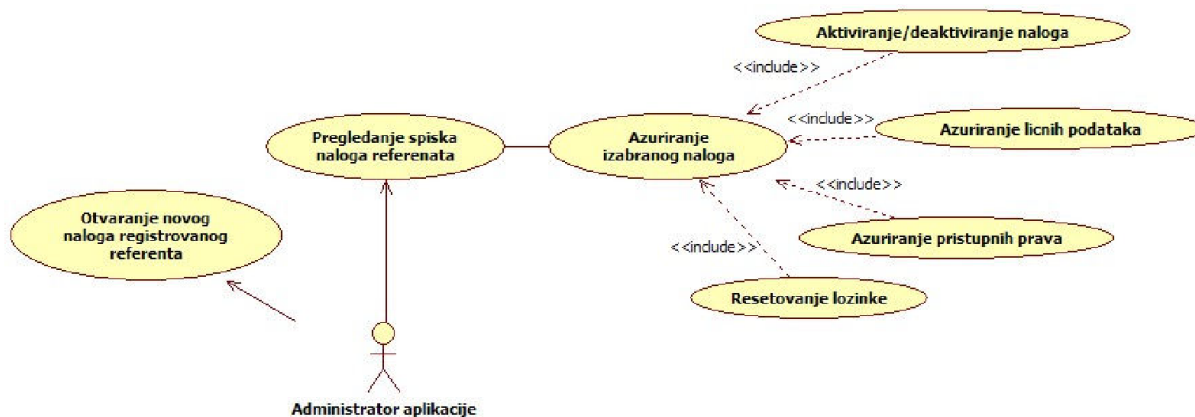 Aktiviranje/deaktiviranje naloga
<<include>>
<<include>>
Azuriranje licnih podataka
Pregledanje spiska
naloga referenata
Azuriranje
izabranog naloga
<<include>>
Otvaranje novog
naloga registrovanog
referenta
Azuriranje pristupnih prava
<<include>>
Resetovanje lozinke
Administrator aplikacije